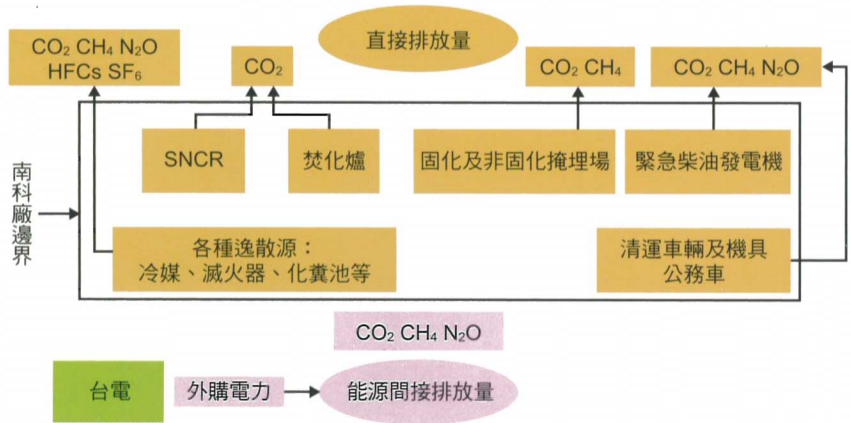 直接排放量
CO₂ CH₄ N₂O
HFCs SF₆
CO₂
CO₂ CH₄
CO₂ CH₄ N₂O
SNCR
焚化爐
固化及非固化掩埋場
緊急柴油發電機
南科廠邊界
各種逸散源：
冷媒、滅火器、化糞池等
清運車輛及機具
公務車
CO₂ CH₄ N₂O
台電
外購電力
能源間接排放量